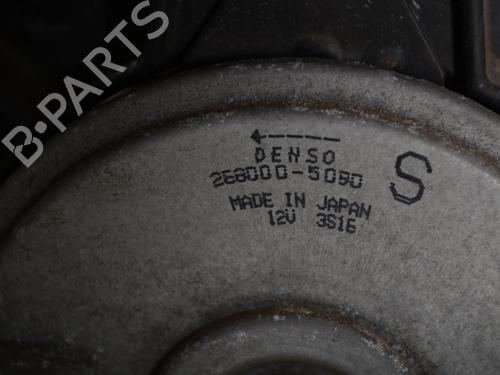 B-PARTS
DENSO
268000-5090
S
MADE IN JAPAN
12V 3S16